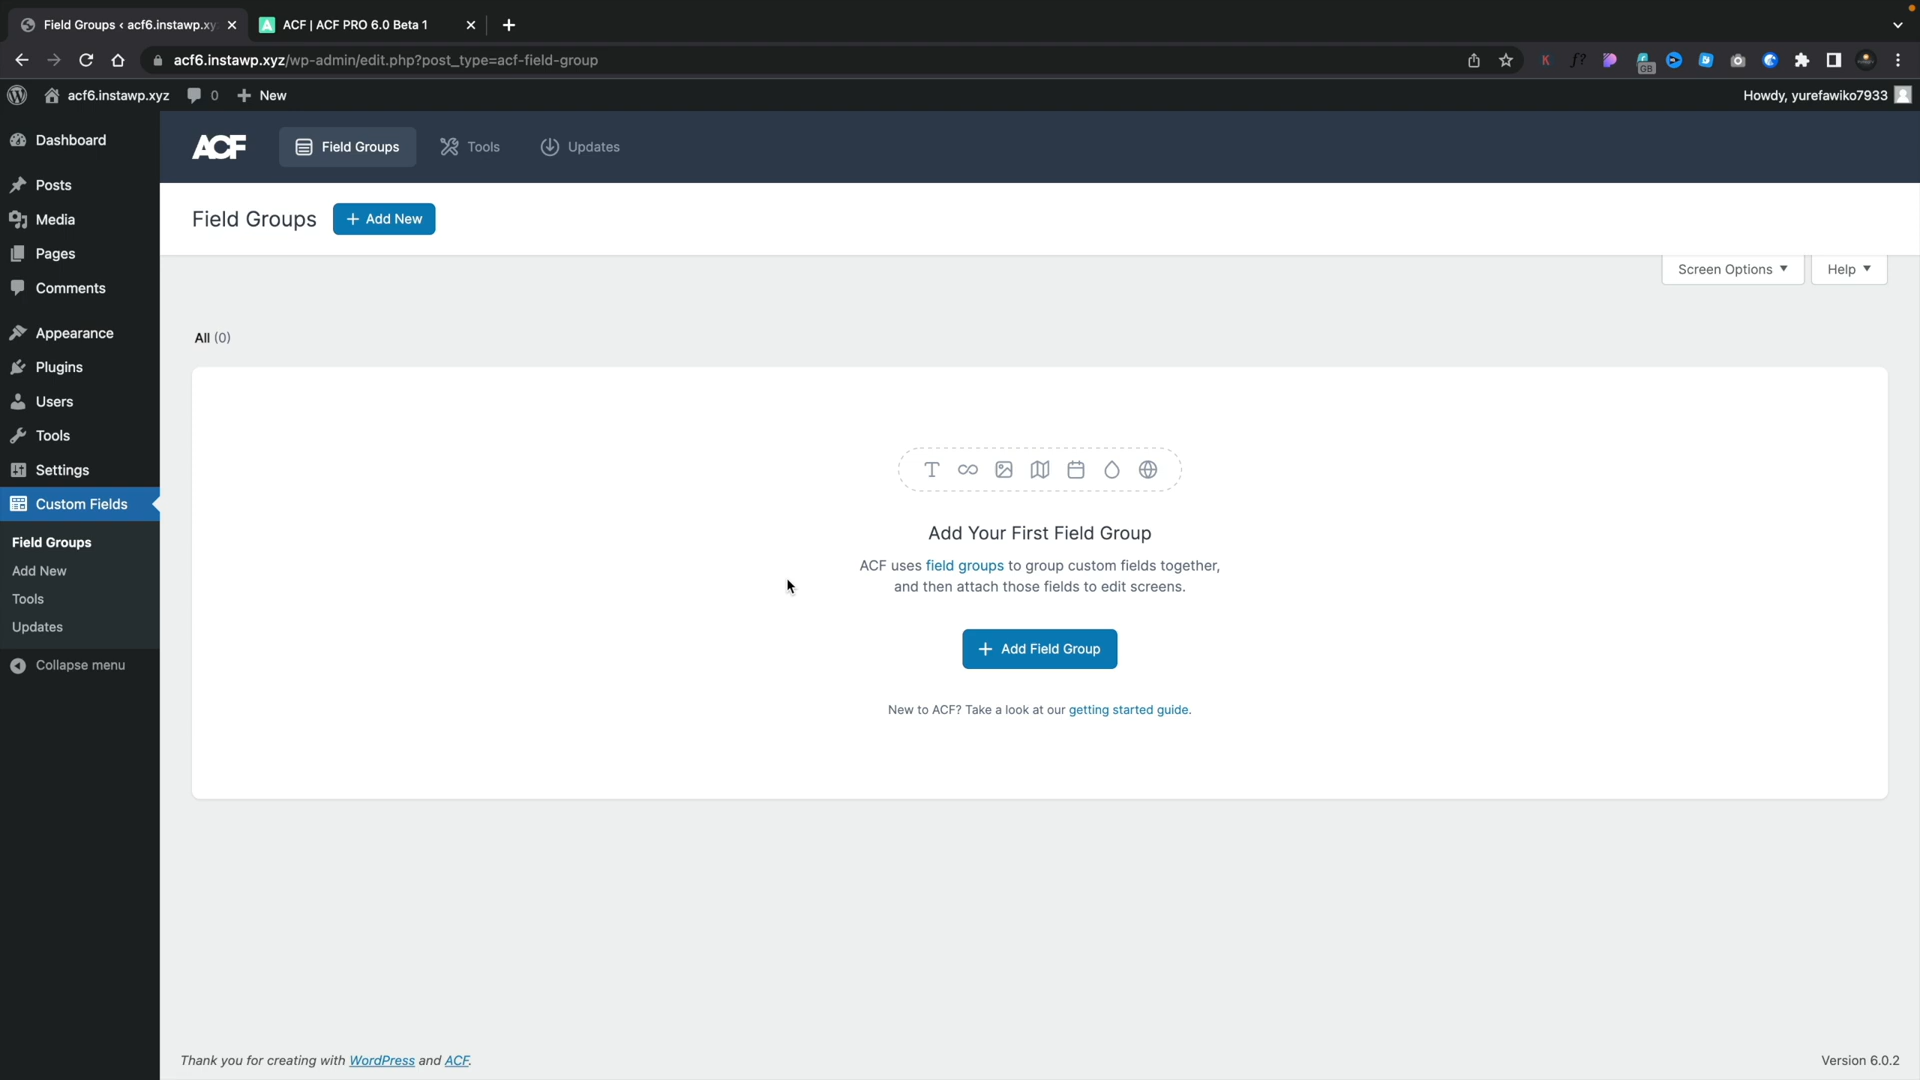 Field Groups ‹ acf6.instawp.xy
ACF | ACF PRO 6.0 Beta 1
acf6.instawp.xyz/wp-admin/edit.php?post_type=acf-field-group
K
f?
GB
acf6.instawp.xyz
0
New
Howdy, yurefawiko7933
Dashboard
Posts
Media
Pages
Comments
Appearance
Plugins
Users
Tools
Settings
Custom Fields
Field Groups
Add New
Tools
Updates
Collapse menu
ACF
Field Groups
Tools
Updates
Field Groups
Add New
Screen Options
Help
All (0)
Add Your First Field Group
ACF uses field groups to group custom fields together,
and then attach those fields to edit screens.
Add Field Group
New to ACF? Take a look at our getting started guide.
Thank you for creating with WordPress and ACF.
Version 6.0.2